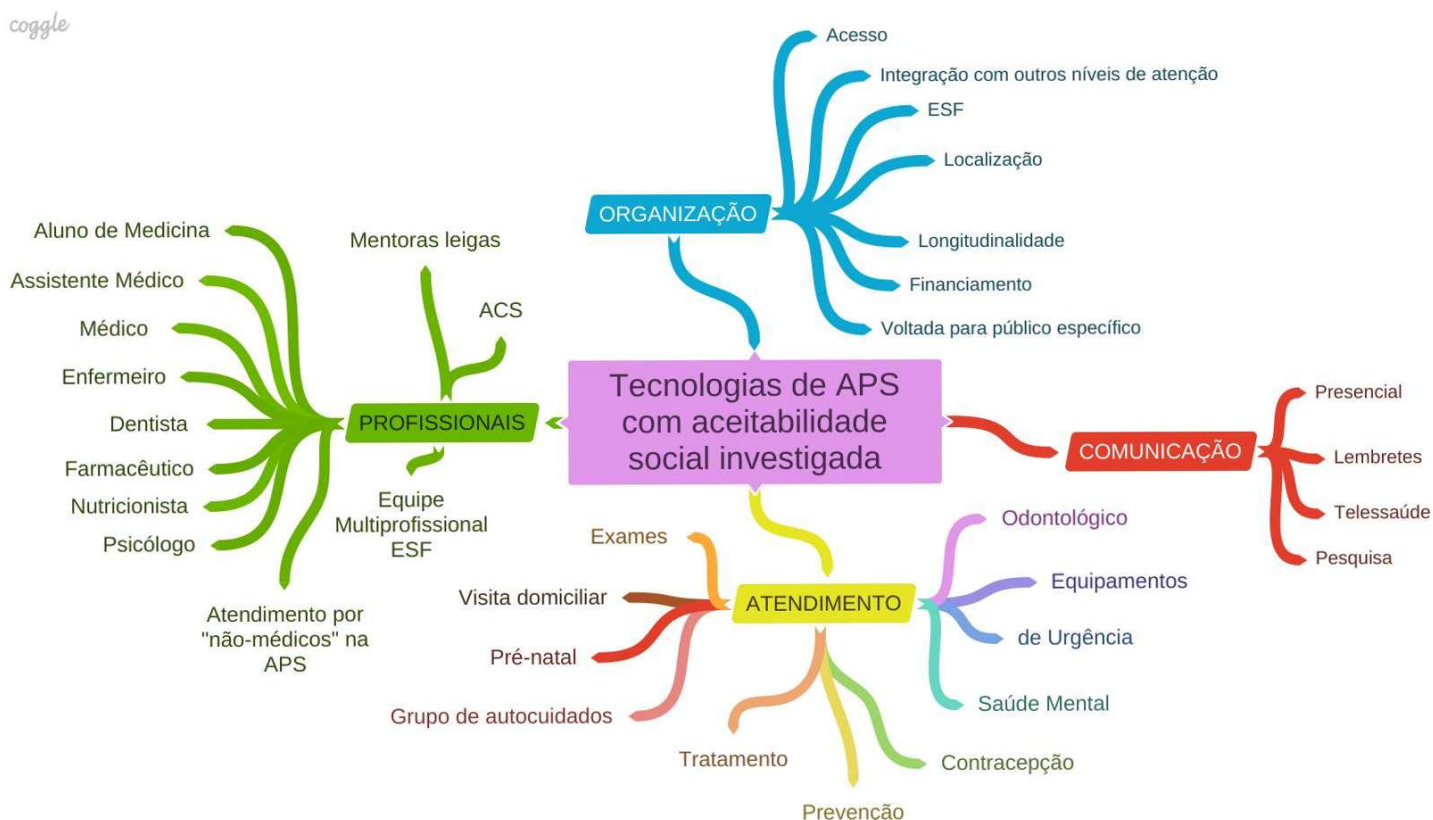 coggle
Acesso
Integração com outros níveis de atenção
ESF
Localização
ORGANIZAÇÃO
Longitudinalidade
Financiamento
Voltada para público específico
Aluno de Medicina
Assistente Médico
Médico
Enfermeiro
Dentista
Farmacêutico
Nutricionista
Psicólogo
Atendimento por
"não-médicos" na
APS
Mentoras leigas
ACS
PROFISSIONAIS
Equipe
Multiprofissional
ESF
Tecnologias de APS
com aceitabilidade
social investigada
COMUNICAÇÃO
Presencial
Lembretes
Telessaúde
Pesquisa
ATENDIMENTO
Exames
Visita domiciliar
Pré-natal
Grupo de autocuidados
Tratamento
Prevenção
Contracepção
Odontológico
Equipamentos
de Urgência
Saúde Mental